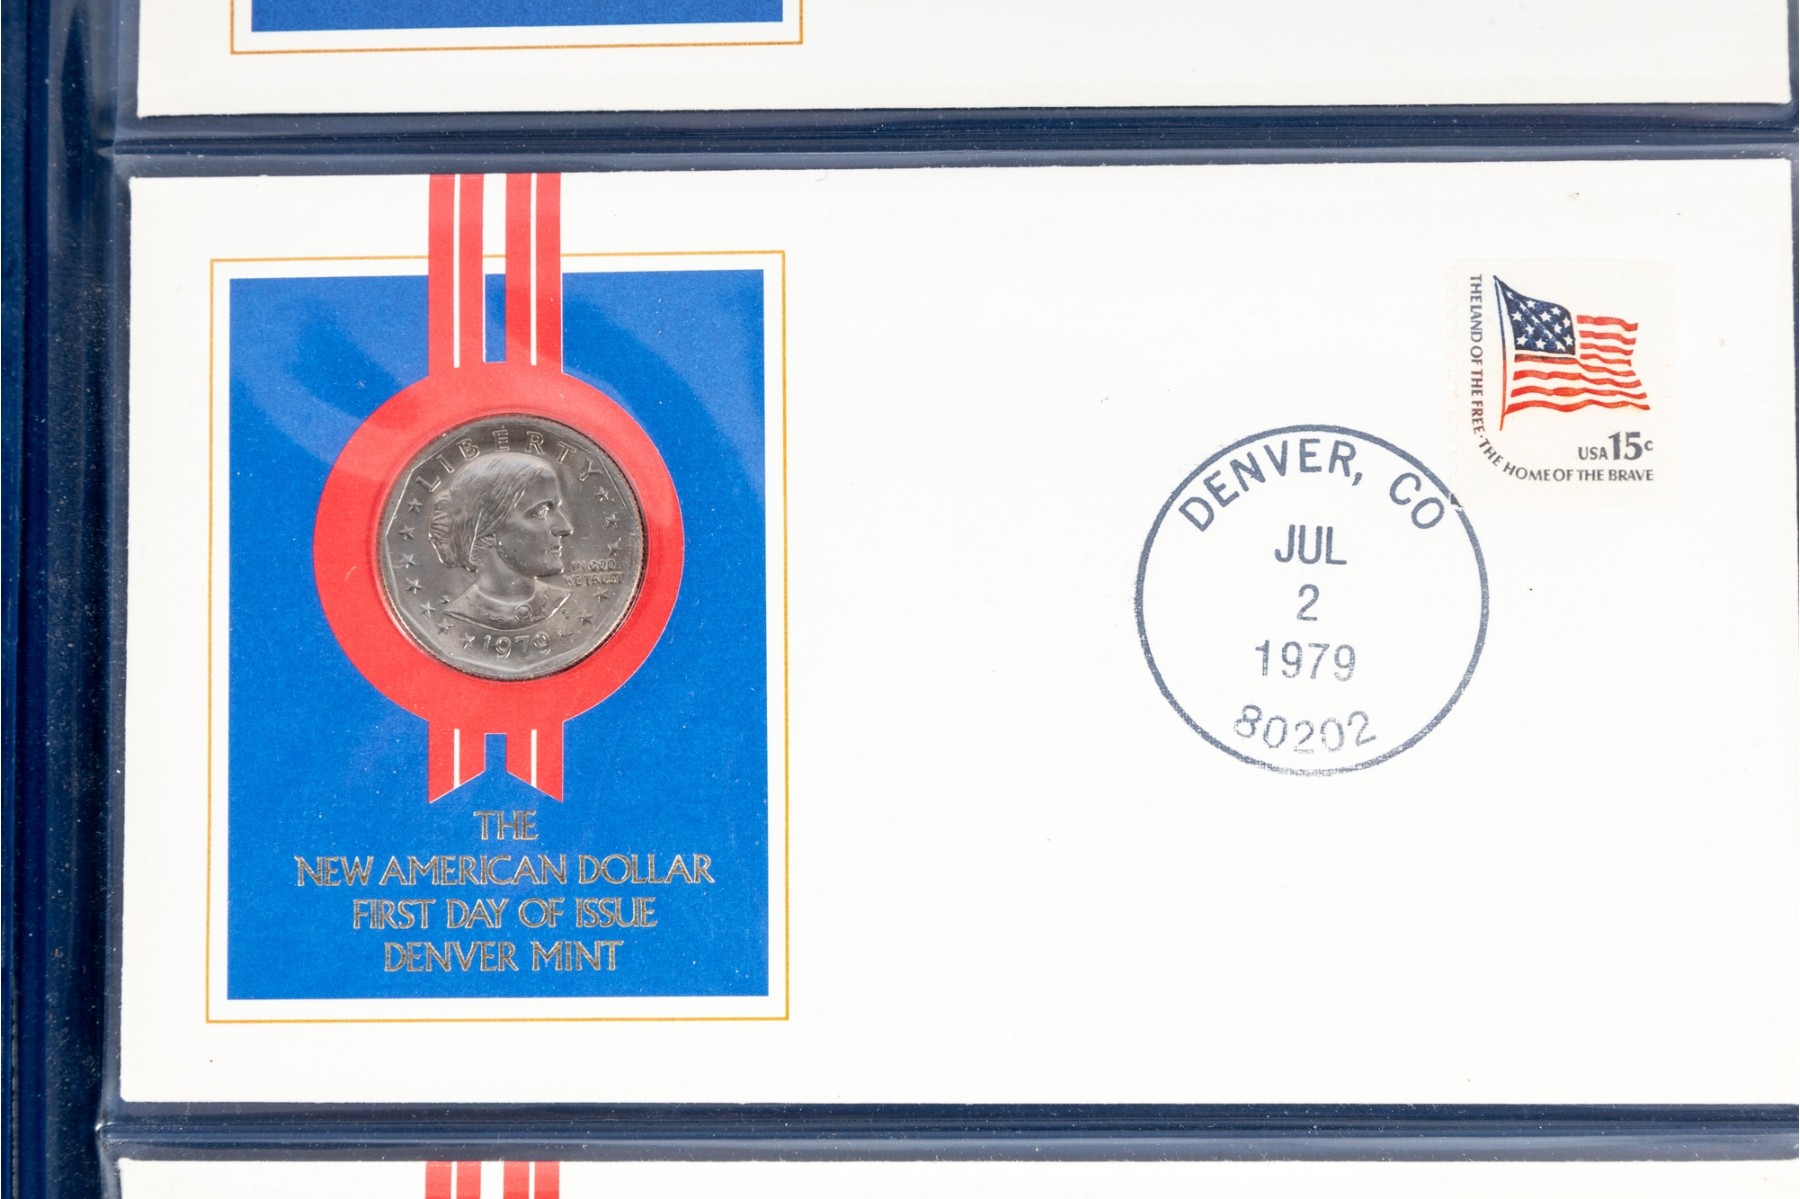 LIBERTY
IN GOD
WE TRUST
1979
THE
NEW AMERICAN DOLLAR
FIRST DAY OF ISSUE
DENVER MINT
THE LAND OF THE FREE · THE HOME OF THE BRAVE
USA 15c
DENVER, CO
JUL
2
1979
80202